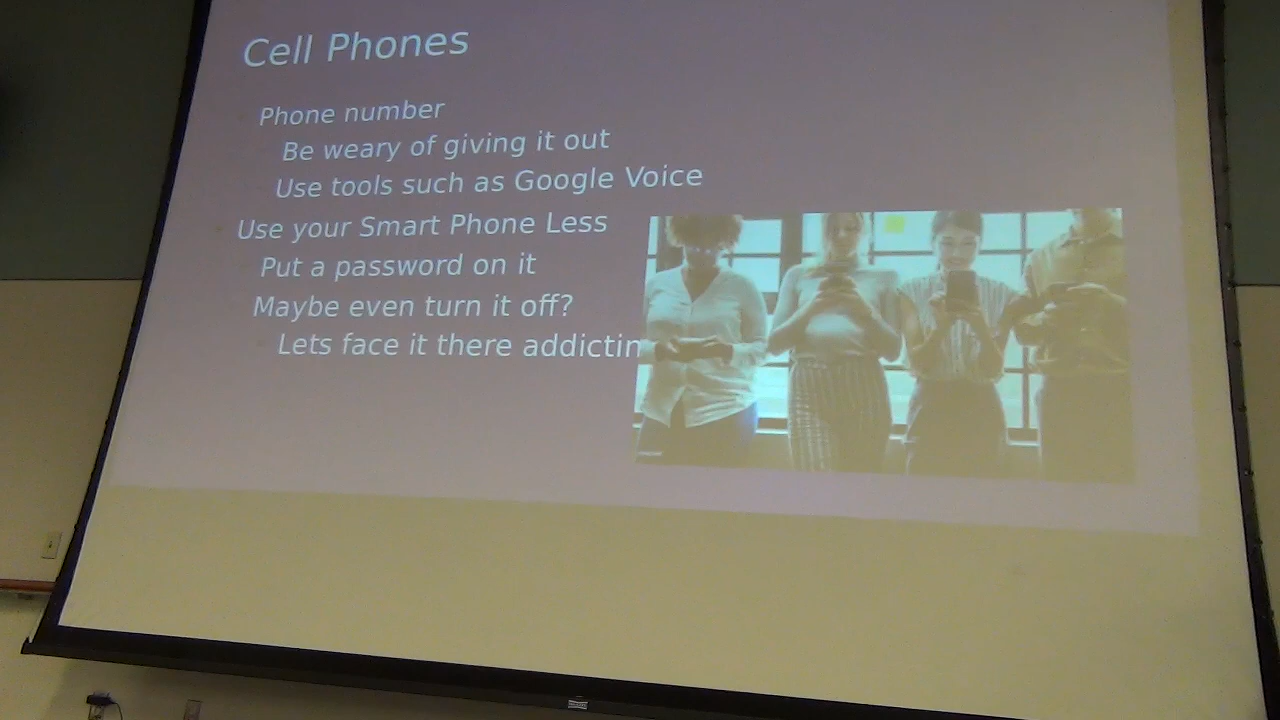 Cell Phones
Phone number
Be weary of giving it out
Use tools such as Google Voice
Use your Smart Phone Less
Put a password on it
Maybe even turn it off?
Lets face it there addictin